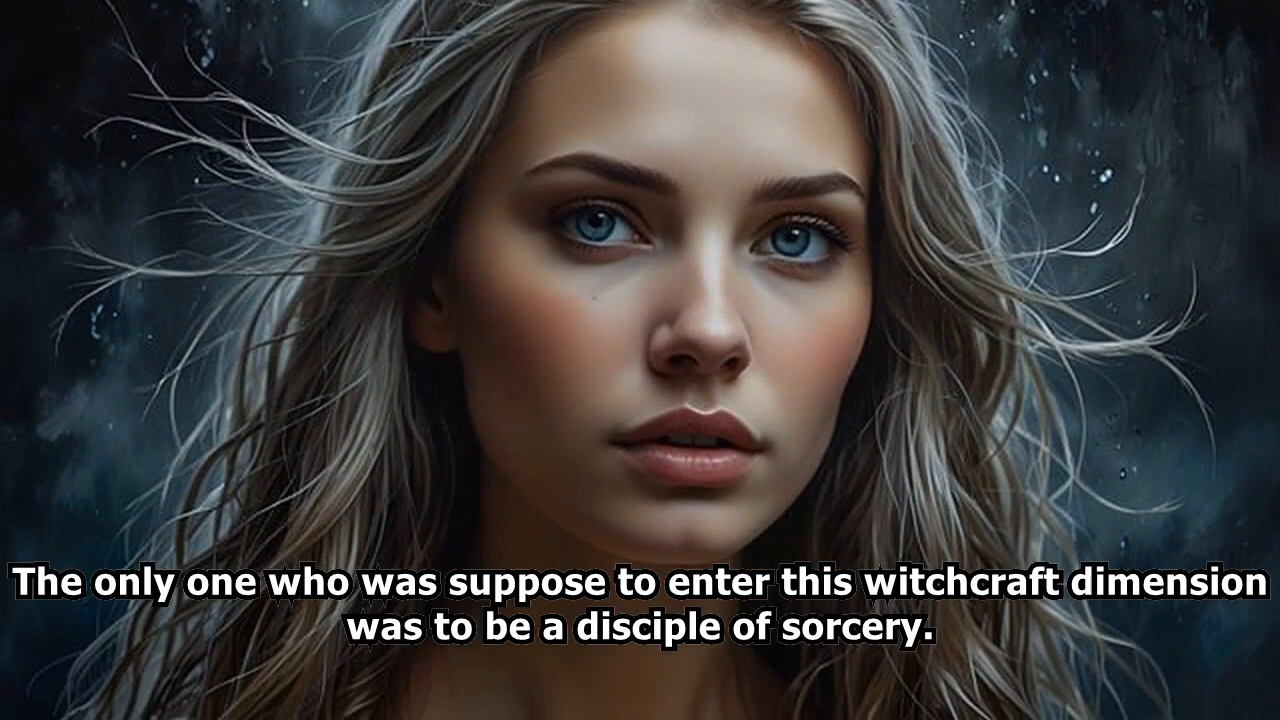 The only one who was suppose to enter this witchcraft dimension
was to be a disciple of sorcery.